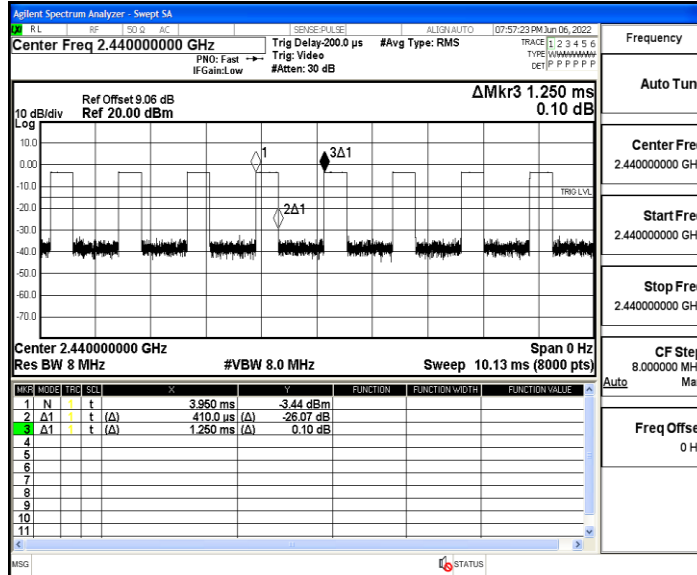 Agilent Spectrum Analyzer - Swept SA
RL RF 50 Ω AC SENSE:PULSE ALIGNAUTO 07:57:23 PM Jun 06, 2022
Center Freq 2.440000000 GHz Trig Delay-200.0 µs #Avg Type: RMS TRACE 1 2 3 4 5 6
PNO: Fast Trig: Video TYPE WWWWWW
IFGain:Low #Atten: 30 dB DET P P P P P P
Frequency
Auto Tun
Ref Offset 9.06 dB ΔMkr3 1.250 ms
10 dB/div Ref 20.00 dBm 0.10 dB
Log
10.0
0.00
-10.0
-20.0
-30.0
-40.0
-50.0
-60.0
-70.0
1
3Δ1
2Δ1
TRIG LVL
Center Fre
2.440000000 GH
Start Fre
2.440000000 GH
Stop Fre
2.440000000 GH
CF Ste
8.000000 MH
Auto Ma
Freq Offse
0 H
Center 2.440000000 GHz Span 0 Hz
Res BW 8 MHz #VBW 8.0 MHz Sweep 10.13 ms (8000 pts)
MKR MODE TRC SCL X Y FUNCTION FUNCTION WIDTH FUNCTION VALUE
1 N 1 t 3.950 ms -3.44 dBm
2 Δ1 1 t (Δ) 410.0 µs (Δ) -26.07 dB
3 Δ1 1 t (Δ) 1.250 ms (Δ) 0.10 dB
4
5
6
7
8
9
10
11
MSG STATUS